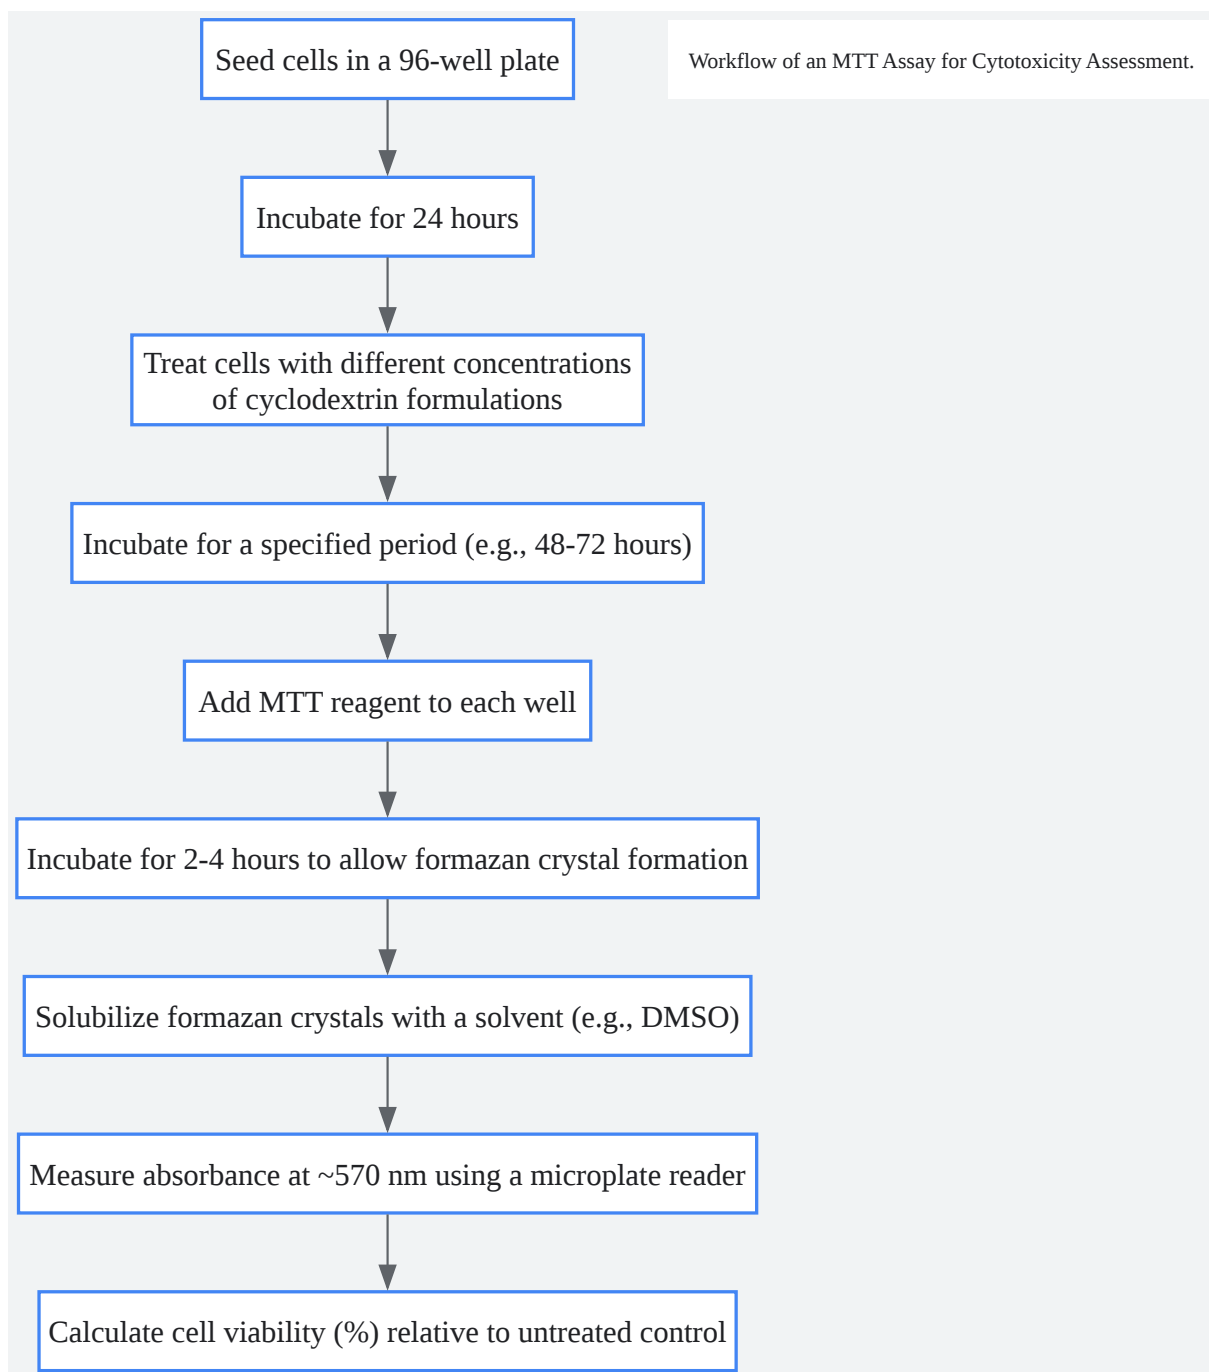 Seed cells in a 96-well plate
Workflow of an MTT Assay for Cytotoxicity Assessment.
Incubate for 24 hours
Treat cells with different concentrations
of cyclodextrin formulations
Incubate for a specified period (e.g., 48-72 hours)
Add MTT reagent to each well
Incubate for 2-4 hours to allow formazan crystal formation
Solubilize formazan crystals with a solvent (e.g., DMSO)
Measure absorbance at ~570 nm using a microplate reader
Calculate cell viability (%) relative to untreated control